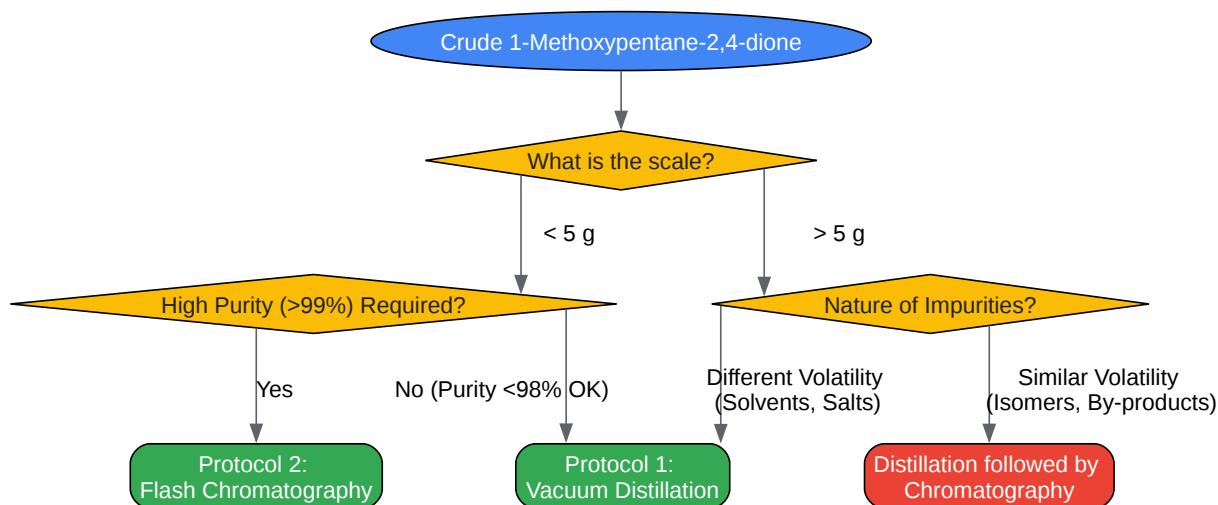 Crude 1-Methoxypentane-2,4-dione
What is the scale?
< 5 g
> 5 g
High Purity (>99%) Required?
Nature of Impurities?
Yes
No (Purity <98% OK)
Different Volatility
(Solvents, Salts)
Similar Volatility
(Isomers, By-products)
Protocol 2:
Flash Chromatography
Protocol 1:
Vacuum Distillation
Distillation followed by
Chromatography